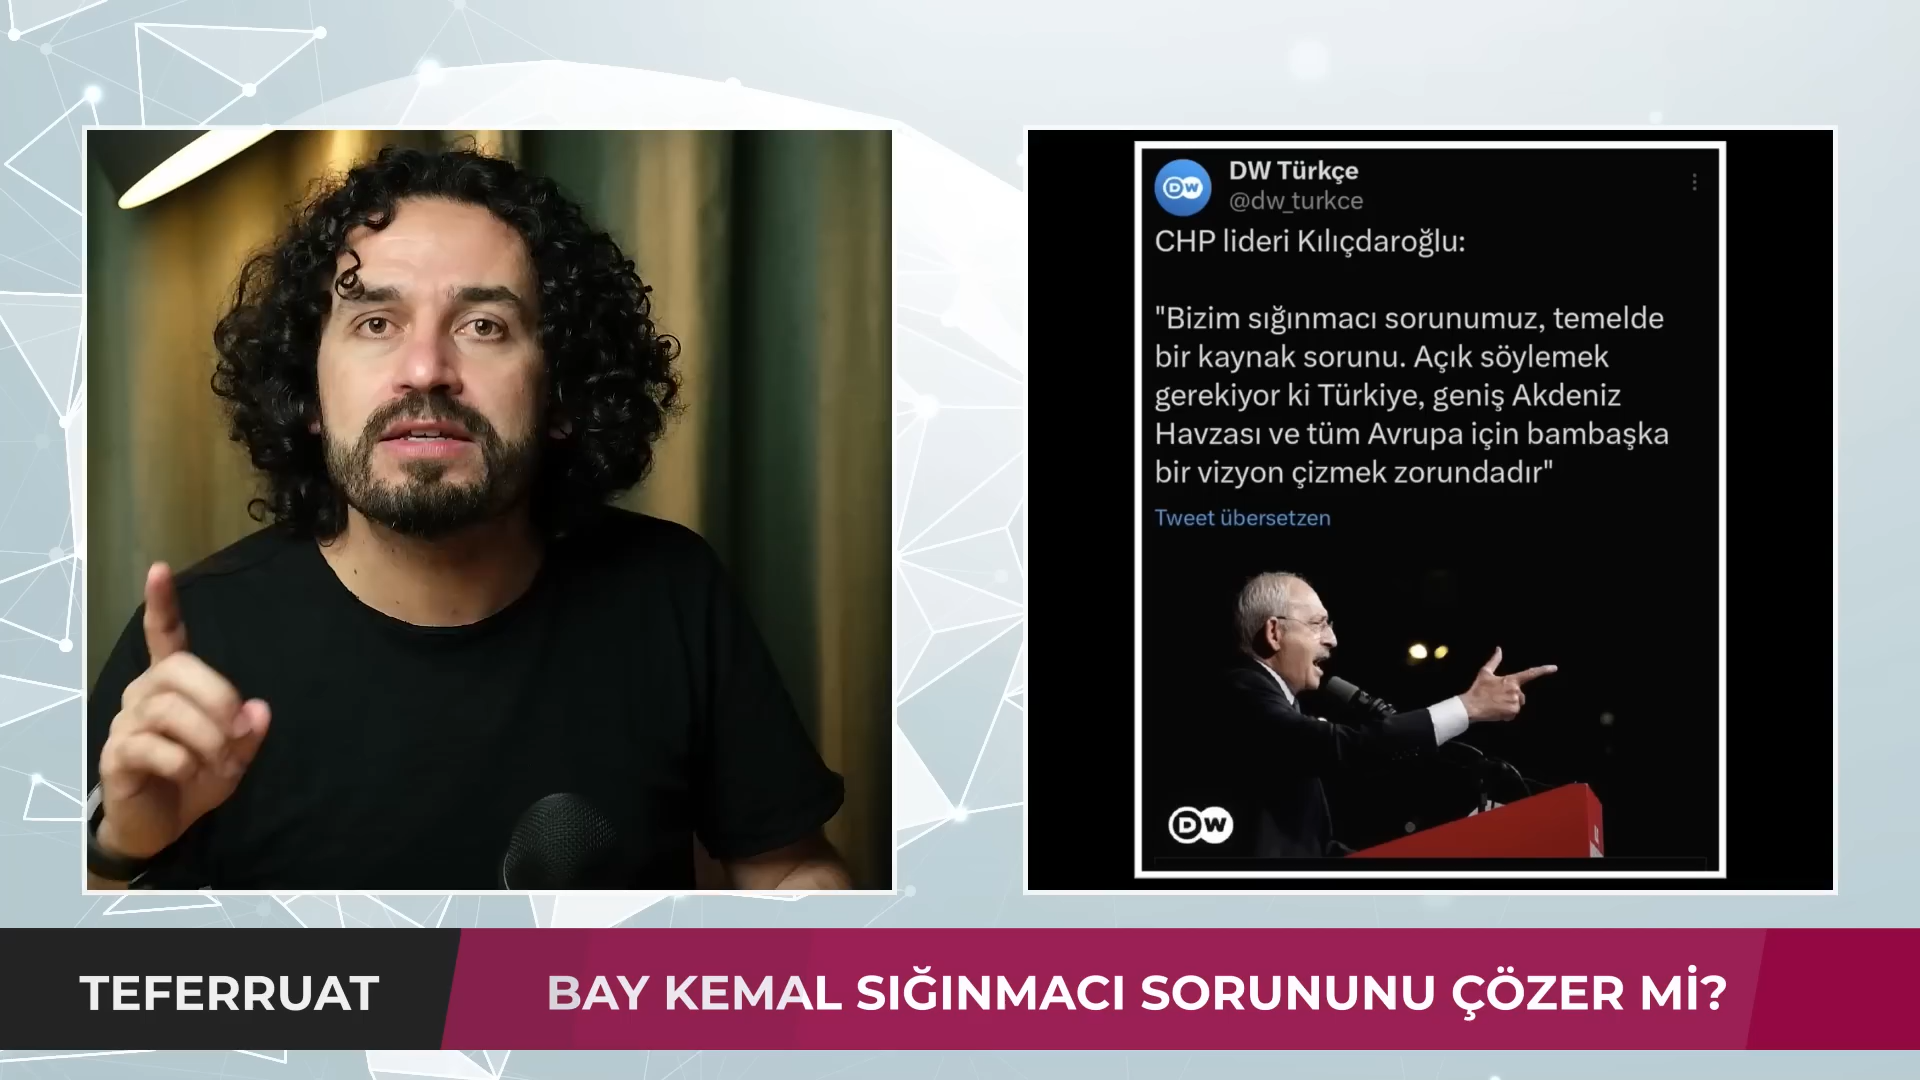 DW
DW Türkçe
@dw_turkce
CHP lideri Kılıçdaroğlu:
"Bizim sığınmacı sorunumuz, temelde
bir kaynak sorunu. Açık söylemek
gerekiyor ki Türkiye, geniş Akdeniz
Havzası ve tüm Avrupa için bambaşka
bir vizyon çizmek zorundadır"
Tweet übersetzen
DW
TEFERRUAT
BAY KEMAL SIĞINMACI SORUNUNU ÇÖZER Mİ?